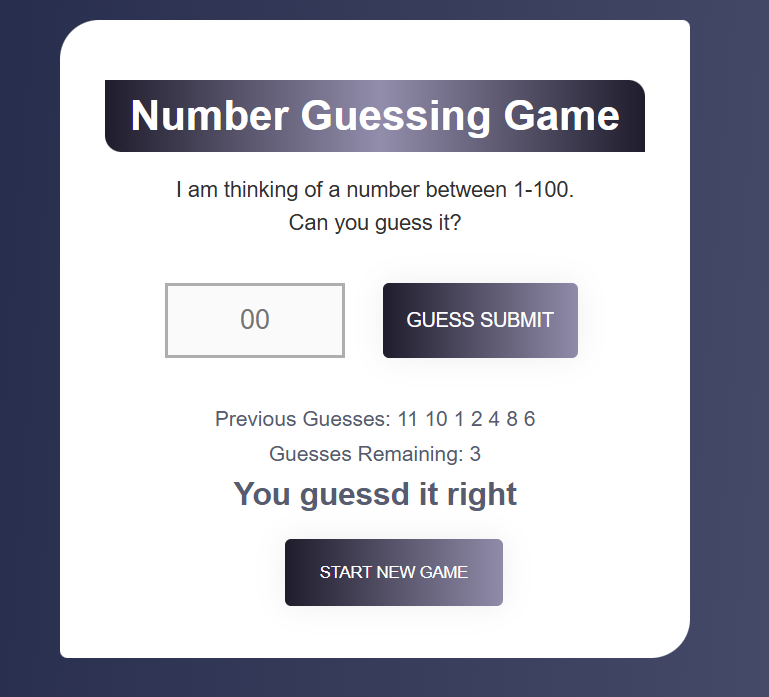 Number Guessing Game
I am thinking of a number between 1-100.
Can you guess it?
00
GUESS SUBMIT
Previous Guesses: 11 10 1 2 4 8 6
Guesses Remaining: 3
You guessd it right
START NEW GAME